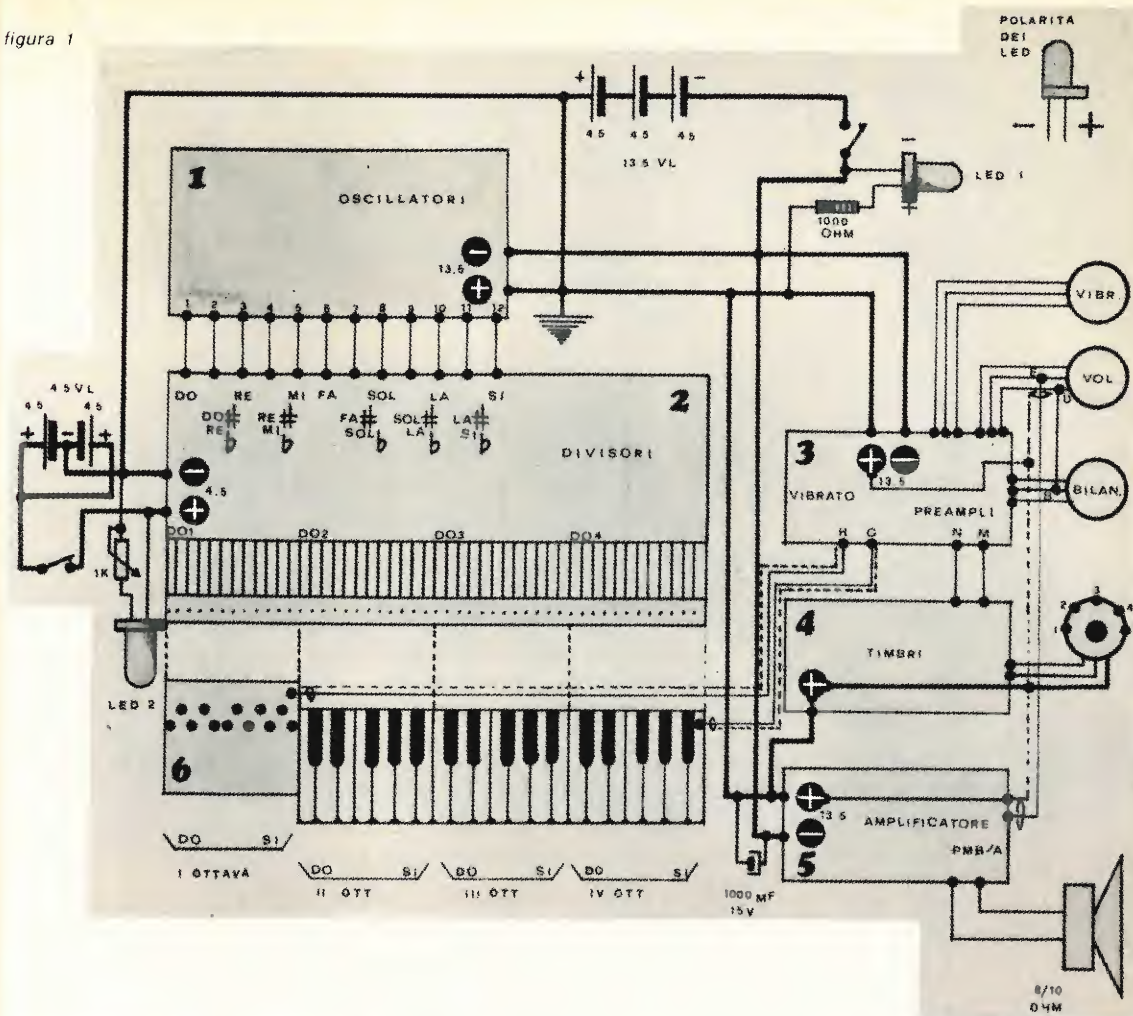 figura 1
POLARITÀ
DEI
LED
- +
+ -
4 5 4 5 4 5
13.5 VL
- LED 1
+
1000
OHM
1
OSCILLATORI
-
13.5
+
1 2 3 4 5 6 7 8 9 10 11 12
VIBR.
4 5 V L
4 5 4 5
+ - +
DO RE MI FA SOL LA SI
DO# RE# FA# SOL# LA#
RE♭ MI♭ SOL♭ LA♭ SI♭
2
DIVISORI
E VOL
U
-
4.5
+
3
+ -
13.5
VIBRATO
PREAMPLI
BILAN.
DO1 DO2 DO3 DO4
H G N M
1K
4
TIMBRI
+
1 2 3 4
LED 2
6
+
13 5
AMPLIFICATORE
-
5
PMB/A
DO SI
I OTTAVA
DO SI
II OTT
DO SI
III OTT
DO SI
IV OTT
1000 MF
15 V
8/10
OHM